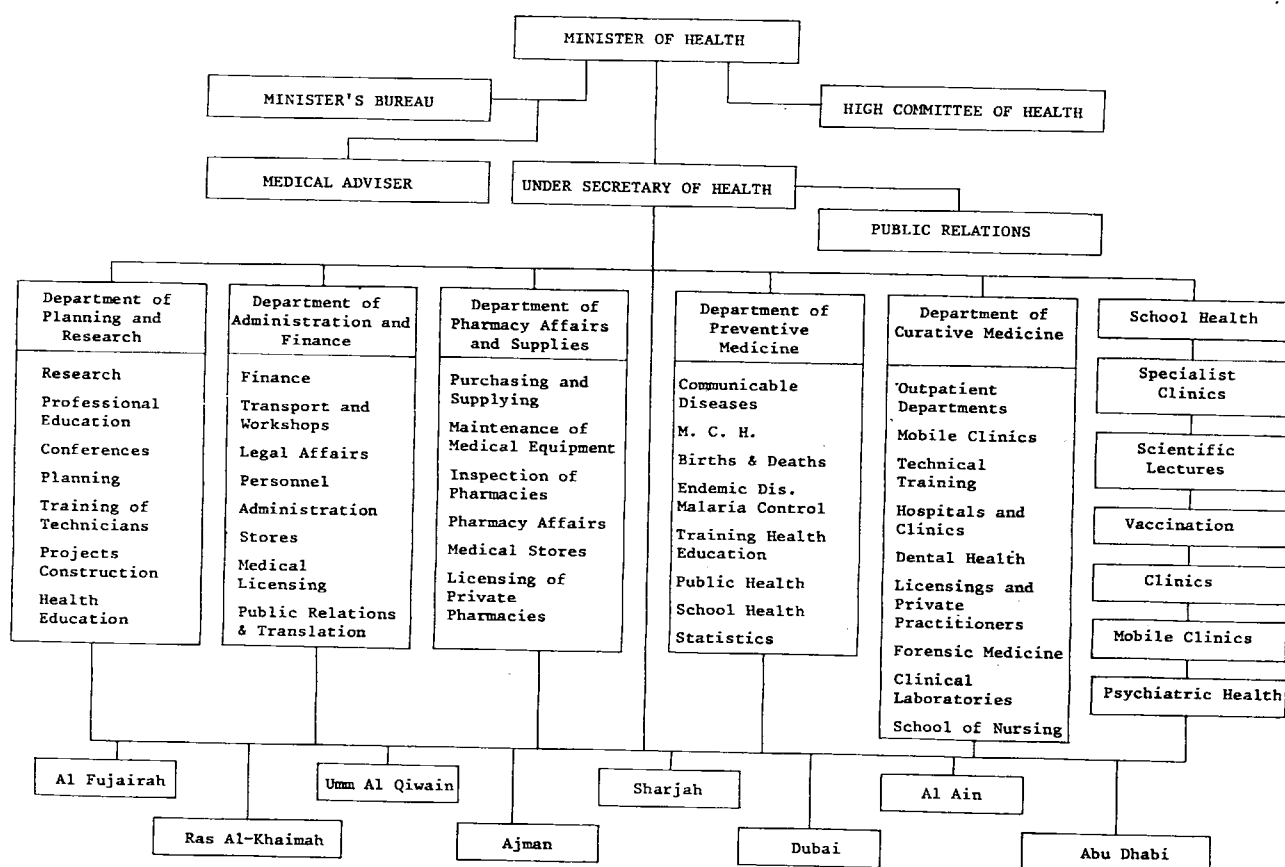 MINISTER OF HEALTH
MINISTER'S BUREAU
HIGH COMMITTEE OF HEALTH
MEDICAL ADVISER
UNDER SECRETARY OF HEALTH
PUBLIC RELATIONS
Department of
Planning and
Research
Research
Professional
Education
Conferences
Planning
Training of
Technicians
Projects
Construction
Health
Education
Department of
Administration and
Finance
Finance
Transport and
Workshops
Legal Affairs
Personnel
Administration
Stores
Medical
Licensing
Public Relations
& Translation
Department of
Pharmacy Affairs
and Supplies
Purchasing and
Supplying
Maintenance of
Medical Equipment
Inspection of
Pharmacies
Pharmacy Affairs
Medical Stores
Licensing of
Private
Pharmacies
Department of
Preventive
Medicine
Communicable
Diseases
M. C. H.
Births & Deaths
Endemic Dis.
Malaria Control
Training Health
Education
Public Health
School Health
Statistics
Department of
Curative Medicine
Outpatient
Departments
Mobile Clinics
Technical
Training
Hospitals and
Clinics
Dental Health
Licensings and
Private
Practitioners
Forensic Medicine
Clinical
Laboratories
School of Nursing
School Health
Specialist
Clinics
Scientific
Lectures
Vaccination
Clinics
Mobile Clinics
Psychiatric Health
Al Fujairah
Umm Al Qiwain
Sharjah
Al Ain
Ras Al-Khaimah
Ajman
Dubai
Abu Dhabi